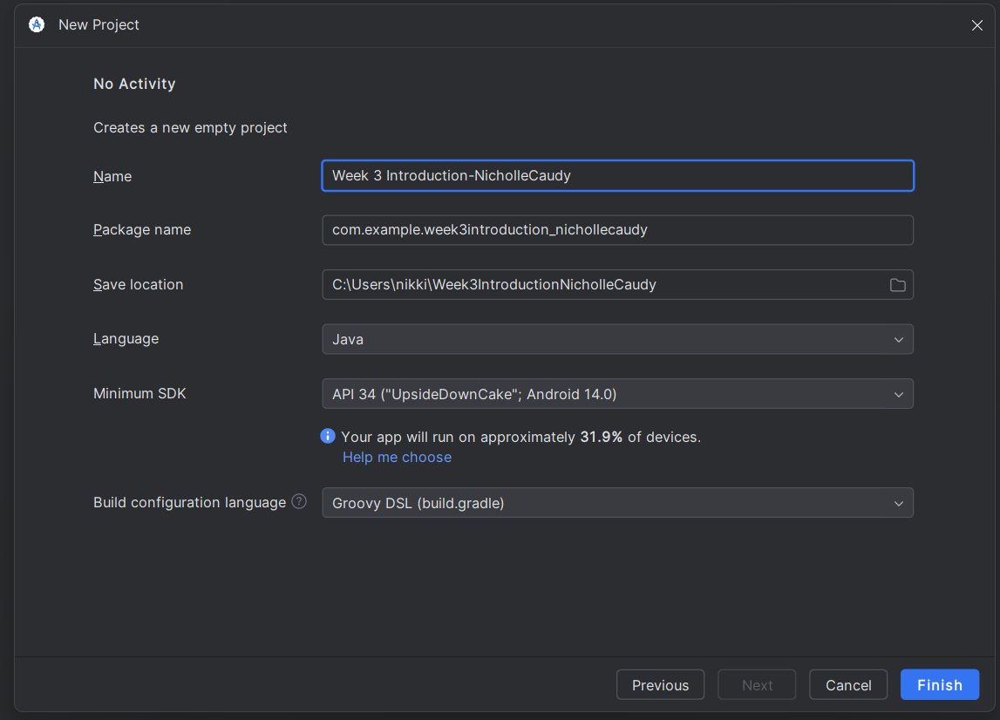 New Project
No Activity
Creates a new empty project
Name
Week 3 Introduction-NicholleCaudy
Package name
com.example.week3introduction_nichollecaudy
Save location
C:\Users\nikki\Week3IntroductionNicholleCaudy
Language
Java
Minimum SDK
API 34 ("UpsideDownCake"; Android 14.0)
Your app will run on approximately 31.9% of devices.
Help me choose
Build configuration language ?
Groovy DSL (build.gradle)
Previous
Next
Cancel
Finish